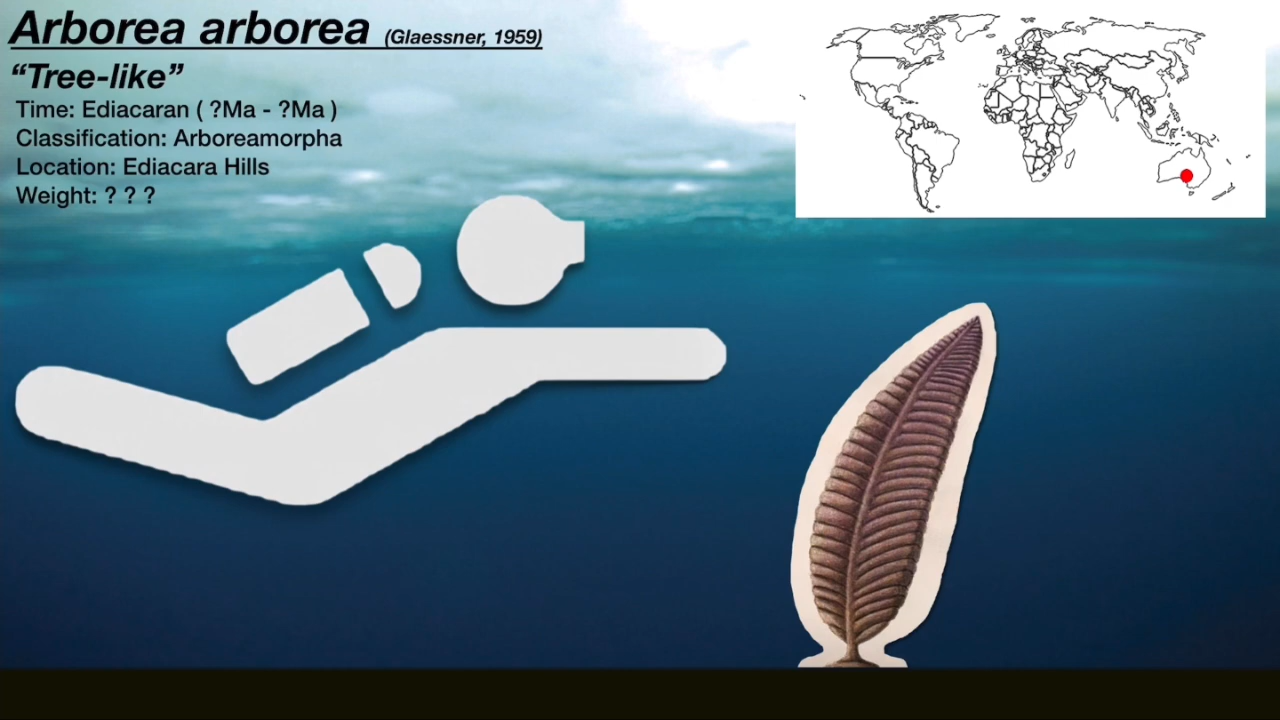 Arborea arborea (Glaessner, 1959)
“Tree-like”
Time: Ediacaran ( ?Ma - ?Ma )
Classification: Arboreamorpha
Location: Ediacara Hills
Weight: ? ? ?